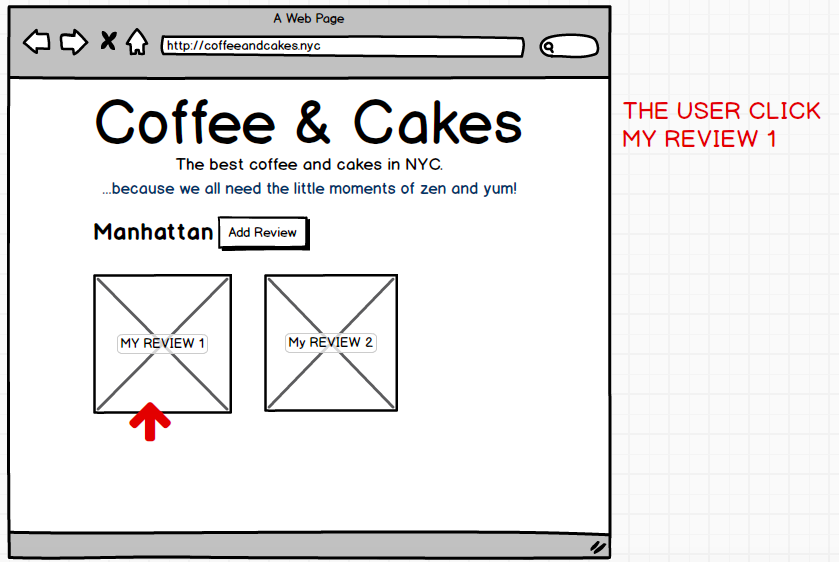 A Web Page
http://coffeeandcakes.nyc
THE USER CLICK
MY REVIEW 1
Coffee & Cakes
The best coffee and cakes in NYC.
...because we all need the little moments of zen and yum!
Manhattan Add Review
MY REVIEW 1 My REVIEW 2